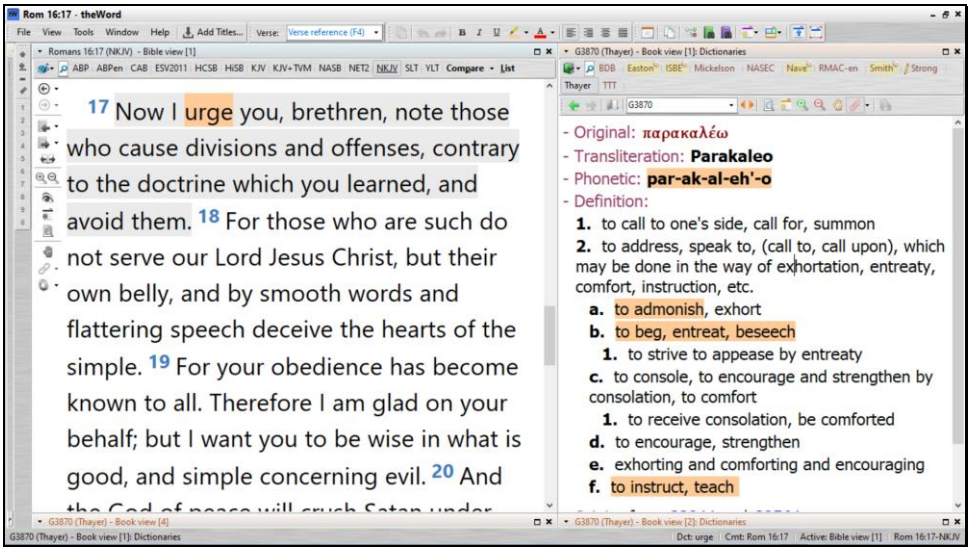 Rom 16:17 - theWord
File View Tools Window Help Add Titles... Verse: Verse reference (F4) B I U A
Romans 16:17 (NKJV) - Bible view [1]
ABP ABPen CAB ESV2011 HCSB HiSB KJV KJV+TVM NASB NET2 NKJV SLT YLT Compare List
17 Now I urge you, brethren, note those
who cause divisions and offenses, contrary
to the doctrine which you learned, and
avoid them. 18 For those who are such do
not serve our Lord Jesus Christ, but their
own belly, and by smooth words and
flattering speech deceive the hearts of the
simple. 19 For your obedience has become
known to all. Therefore I am glad on your
behalf; but I want you to be wise in what is
good, and simple concerning evil. 20 And
the God of peace will crush Satan under
G3870 (Thayer) - Book view [4]
G3870 (Thayer) - Book view [1]: Dictionaries
BDB Easton ISBE Mickelson NASEC Nave RMAC-en Smith Strong
Thayer TTT
G3870
- Original: παρακαλέω
- Transliteration: Parakaleo
- Phonetic: par-ak-al-eh'-o
- Definition:
1. to call to one's side, call for, summon
2. to address, speak to, (call to, call upon), which
may be done in the way of exhortation, entreaty,
comfort, instruction, etc.
a. to admonish, exhort
b. to beg, entreat, beseech
1. to strive to appease by entreaty
c. to console, to encourage and strengthen by
consolation, to comfort
1. to receive consolation, be comforted
d. to encourage, strengthen
e. exhorting and comforting and encouraging
f. to instruct, teach
G3870 (Thayer) - Book view [2]: Dictionaries
G3870 (Thayer) - Book view [1]: Dictionaries
Dct: urge Cmt: Rom 16:17 Active: Bible view [1] Rom 16:17-NKJV